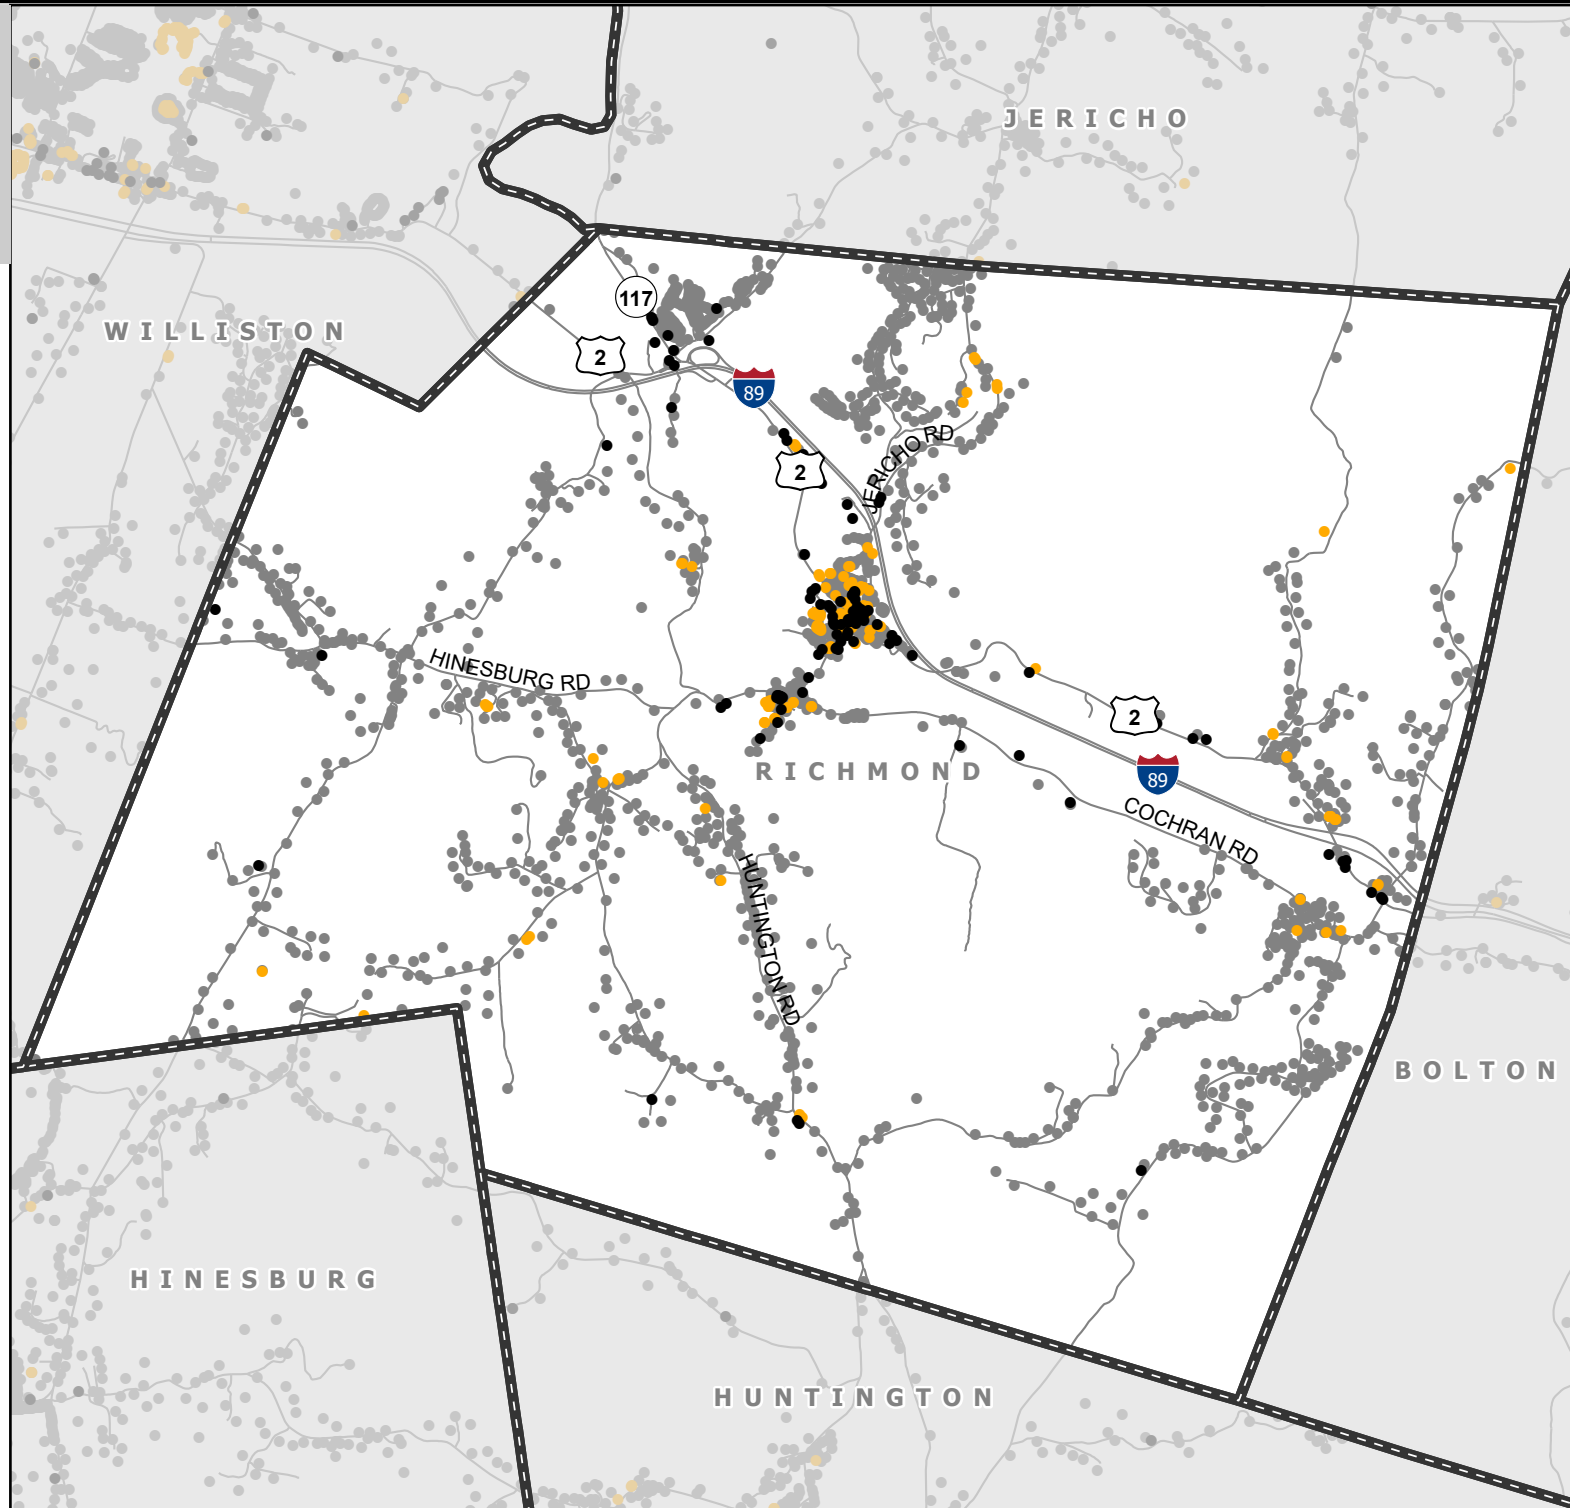 JERICHO
117
WILLISTON
2
89
JERICHO RD
2
HINESBURG RD
2
RICHMOND
89
COCHRAN RD
HUNTINGTON RD
BOLTON
HINESBURG
HUNTINGTON